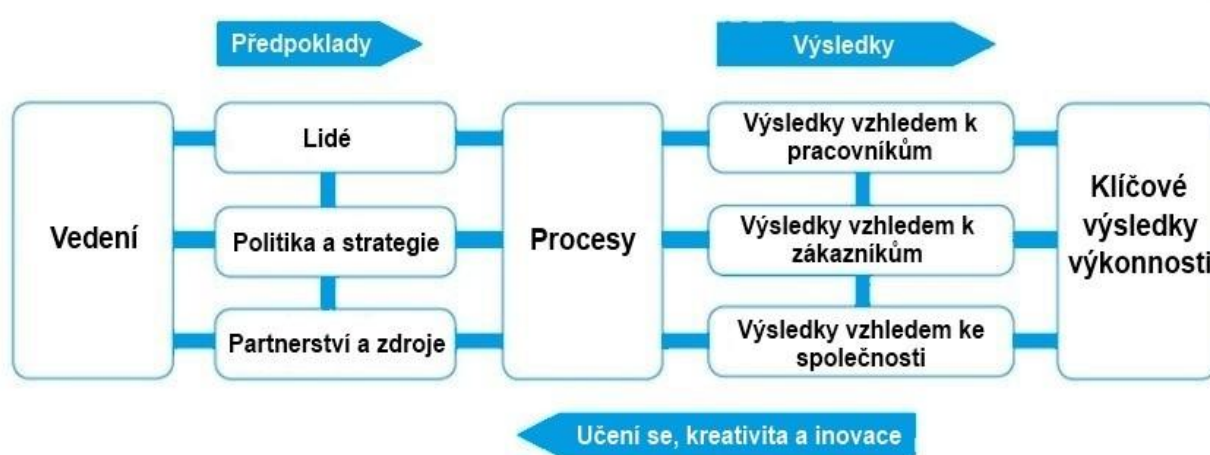 Předpoklady
Výsledky
Vedení
Lidé
Politika a strategie
Partnerství a zdroje
Procesy
Výsledky vzhledem k
pracovníkům
Výsledky vzhledem k
zákazníkům
Výsledky vzhledem ke
společnosti
Klíčové
výsledky
výkonnosti
Učení se, kreativita a inovace